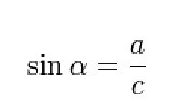 sin α = a/c